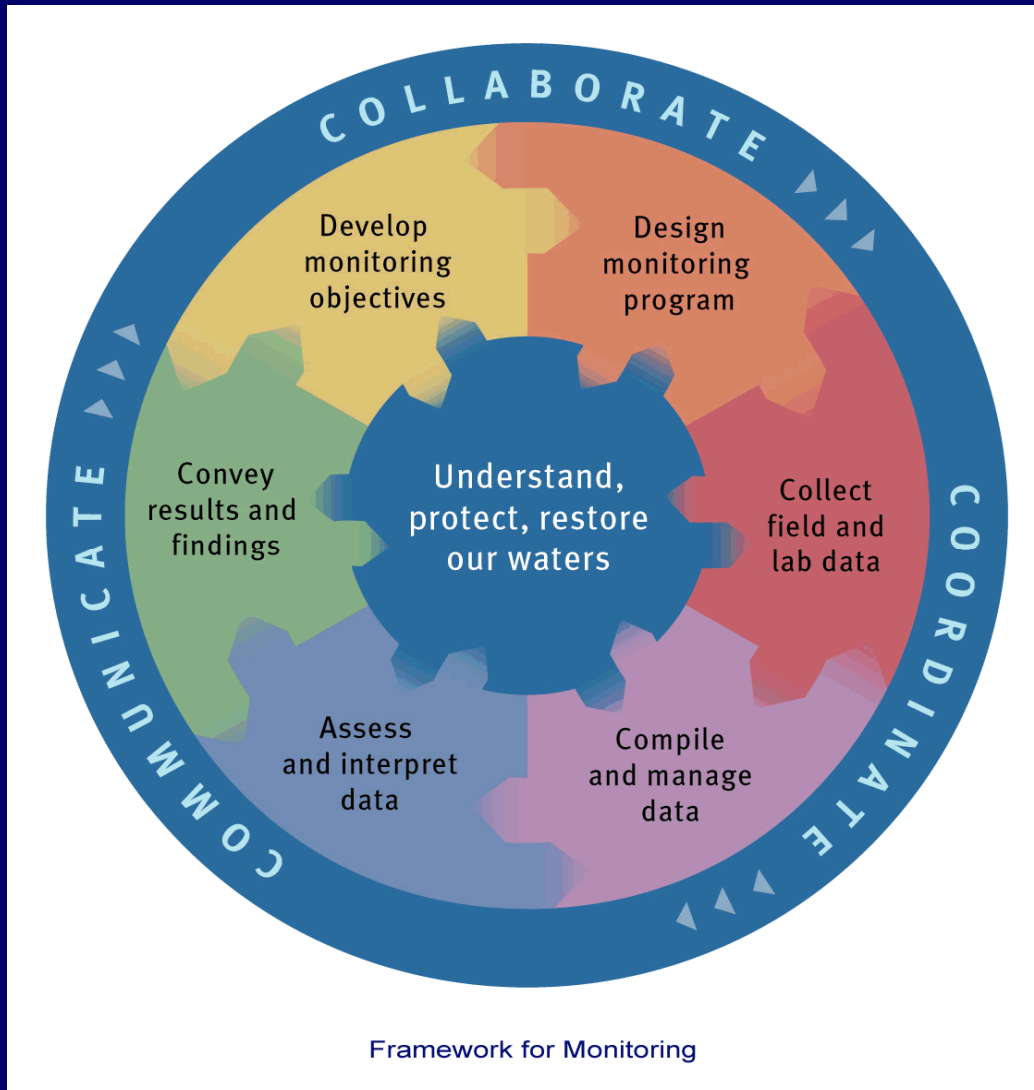 COLLABORATE
COORDINATE
COMMUNICATE
Develop
monitoring
objectives
Design
monitoring
program
Collect
field and
lab data
Compile
and manage
data
Assess
and interpret
data
Convey
results and
findings
Understand,
protect, restore
our waters
Framework for Monitoring